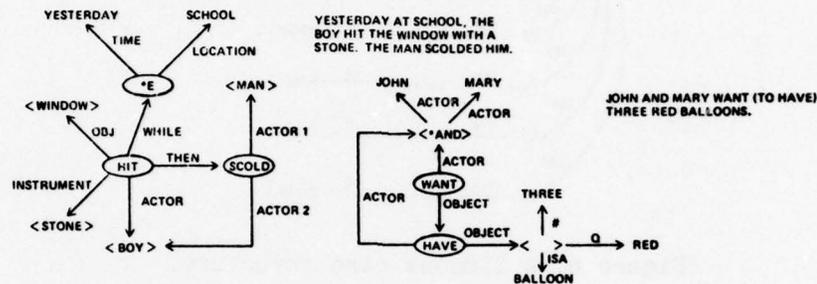 YESTERDAY
SCHOOL
TIME
LOCATION
*E
<WINDOW>
<MAN>
OBJ
WHILE
ACTOR 1
HIT
THEN
SCOLD
INSTRUMENT
ACTOR
ACTOR 2
<STONE>
<BOY>
YESTERDAY AT SCHOOL, THE
BOY HIT THE WINDOW WITH A
STONE. THE MAN SCOLDED HIM.
JOHN
MARY
ACTOR
ACTOR
<*AND>
ACTOR
WANT
ACTOR
OBJECT
HAVE
OBJECT
THREE
#
< >
Q
RED
ISA
BALLOON
JOHN AND MARY WANT (TO HAVE)
THREE RED BALLOONS.